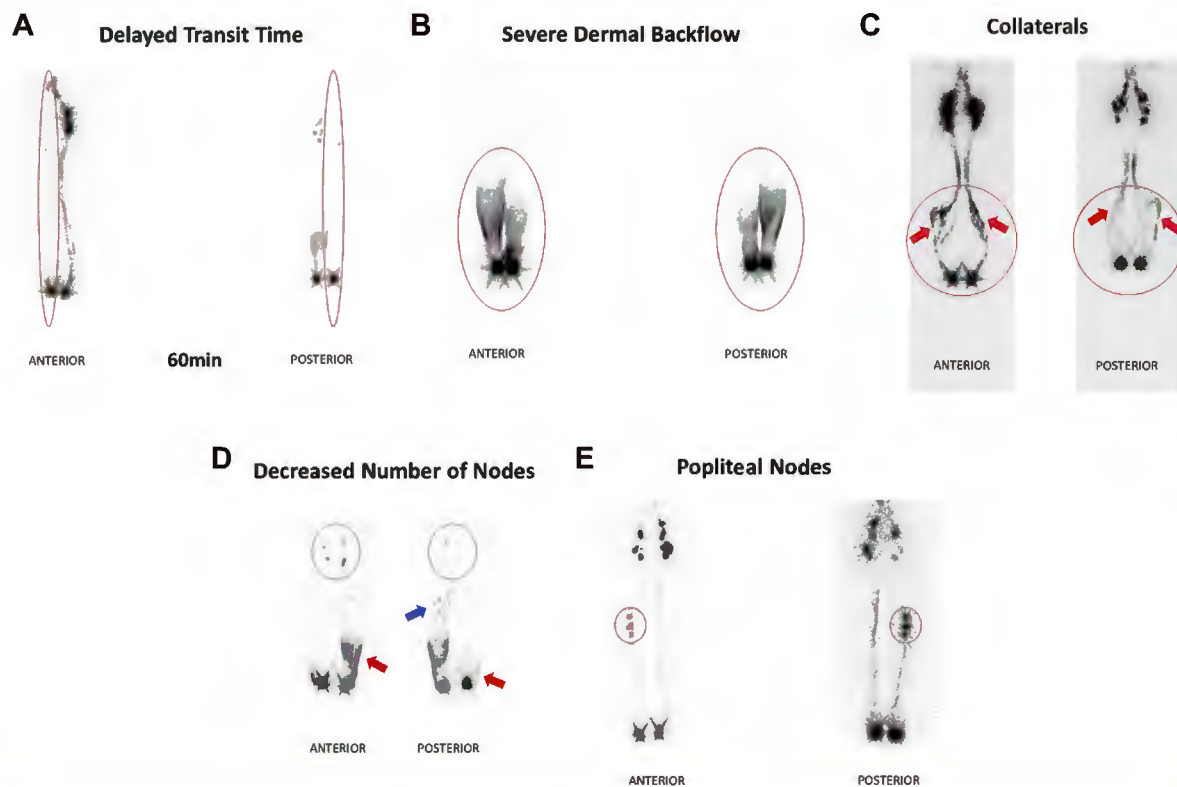 A Delayed Transit Time
ANTERIOR 60min POSTERIOR
B Severe Dermal Backflow
ANTERIOR POSTERIOR
C Collaterals
ANTERIOR POSTERIOR
D Decreased Number of Nodes
ANTERIOR POSTERIOR
E Popliteal Nodes
ANTERIOR POSTERIOR